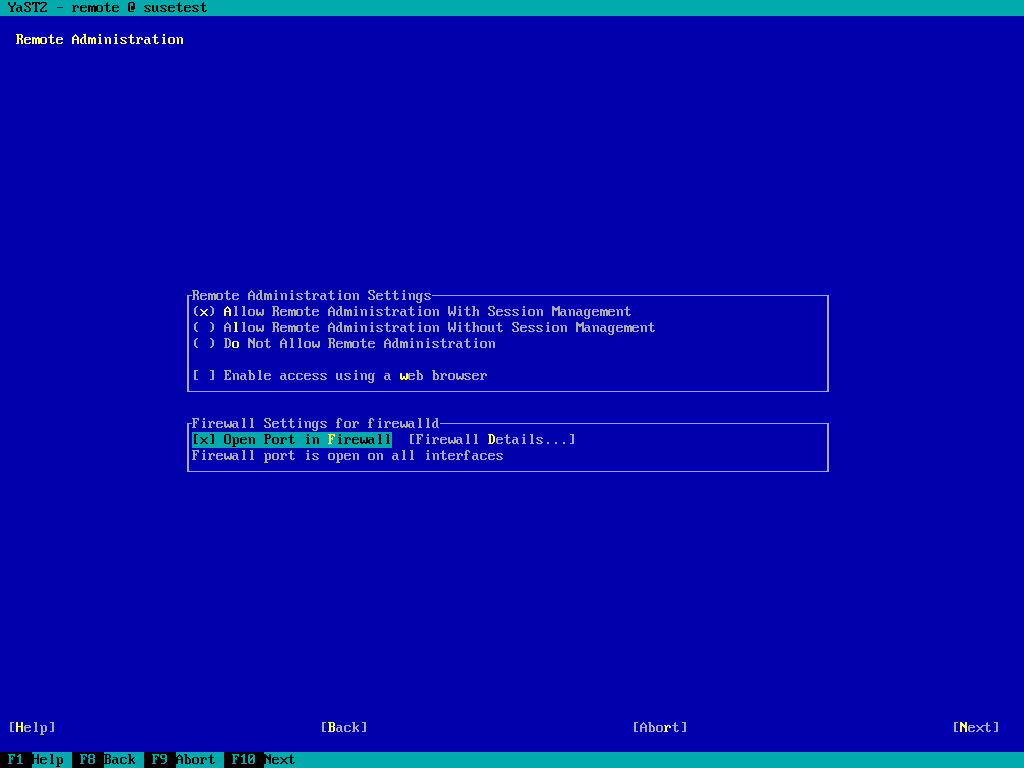 YaST2 - remote @ susetest
Remote Administration
Remote Administration Settings
(x) Allow Remote Administration With Session Management
( ) Allow Remote Administration Without Session Management
( ) Do Not Allow Remote Administration
[ ] Enable access using a web browser
Firewall Settings for firewalld
[x] Open Port in Firewall [Firewall Details...]
Firewall port is open on all interfaces
[Help] [Back] [Abort] [Next]
F1 Help F8 Back F9 Abort F10 Next